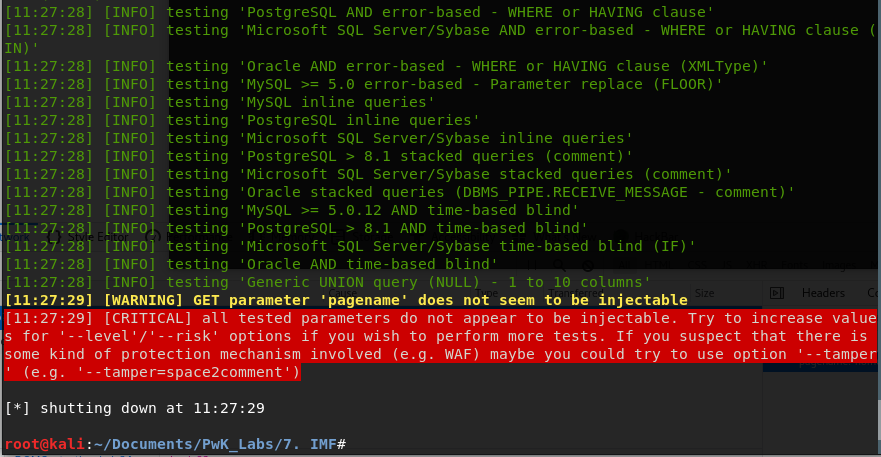 [11:27:28] [INFO] testing 'PostgreSQL AND error-based - WHERE or HAVING clause'
[11:27:28] [INFO] testing 'Microsoft SQL Server/Sybase AND error-based - WHERE or HAVING clause (
IN)'
[11:27:28] [INFO] testing 'Oracle AND error-based - WHERE or HAVING clause (XMLType)'
[11:27:28] [INFO] testing 'MySQL >= 5.0 error-based - Parameter replace (FLOOR)'
[11:27:28] [INFO] testing 'MySQL inline queries'
[11:27:28] [INFO] testing 'PostgreSQL inline queries'
[11:27:28] [INFO] testing 'Microsoft SQL Server/Sybase inline queries'
[11:27:28] [INFO] testing 'PostgreSQL > 8.1 stacked queries (comment)'
[11:27:28] [INFO] testing 'Microsoft SQL Server/Sybase stacked queries (comment)'
[11:27:28] [INFO] testing 'Oracle stacked queries (DBMS_PIPE.RECEIVE_MESSAGE - comment)'
[11:27:28] [INFO] testing 'MySQL >= 5.0.12 AND time-based blind'
[11:27:28] [INFO] testing 'PostgreSQL > 8.1 AND time-based blind'
Style Editor
[11:27:28] [INFO] testing 'Microsoft SQL Server/Sybase time-based blind (IF)'
[11:27:28] [INFO] testing 'Oracle AND time-based blind'
[11:27:28] [INFO] testing 'Generic UNION query (NULL) - 1 to 10 columns'
Cause Type Transferred Size Headers
[11:27:29] [WARNING] GET parameter 'pagename' does not seem to be injectable
[11:27:29] [CRITICAL] all tested parameters do not appear to be injectable. Try to increase value
s for '--level'/'--risk' options if you wish to perform more tests. If you suspect that there is
some kind of protection mechanism involved (e.g. WAF) maybe you could try to use option '--tamper
' (e.g. '--tamper=space2comment')
[*] shutting down at 11:27:29
root@kali:~/Documents/PwK_Labs/7. IMF#